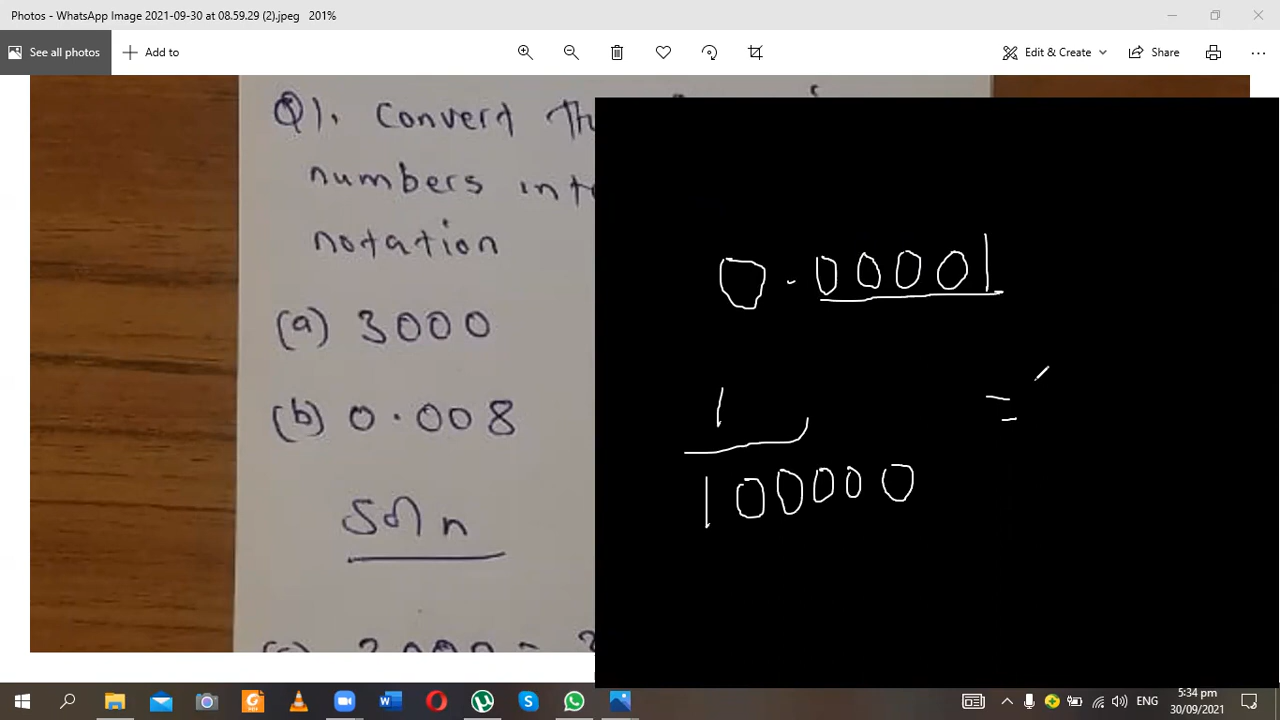 Photos - WhatsApp Image 2021-09-30 at 08.59.29 (2).jpeg 201%
See all photos
Add to
Edit & Create
Share
Q1. Convert
numbers
notation
(a) 3000
(b) 0.008
Soln
0.00001
1
100000
=
ENG
5:34 pm
30/09/2021